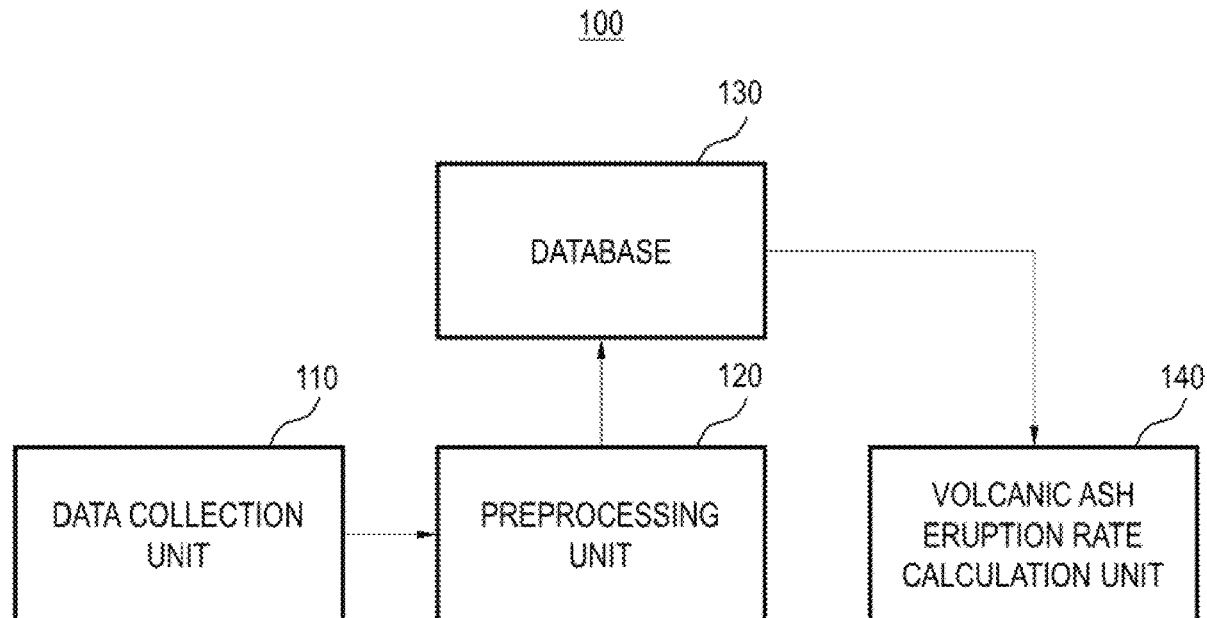 100
130
DATABASE
110
120
140
DATA COLLECTION
UNIT
PREPROCESSING
UNIT
VOLCANIC ASH
ERUPTION RATE
CALCULATION UNIT